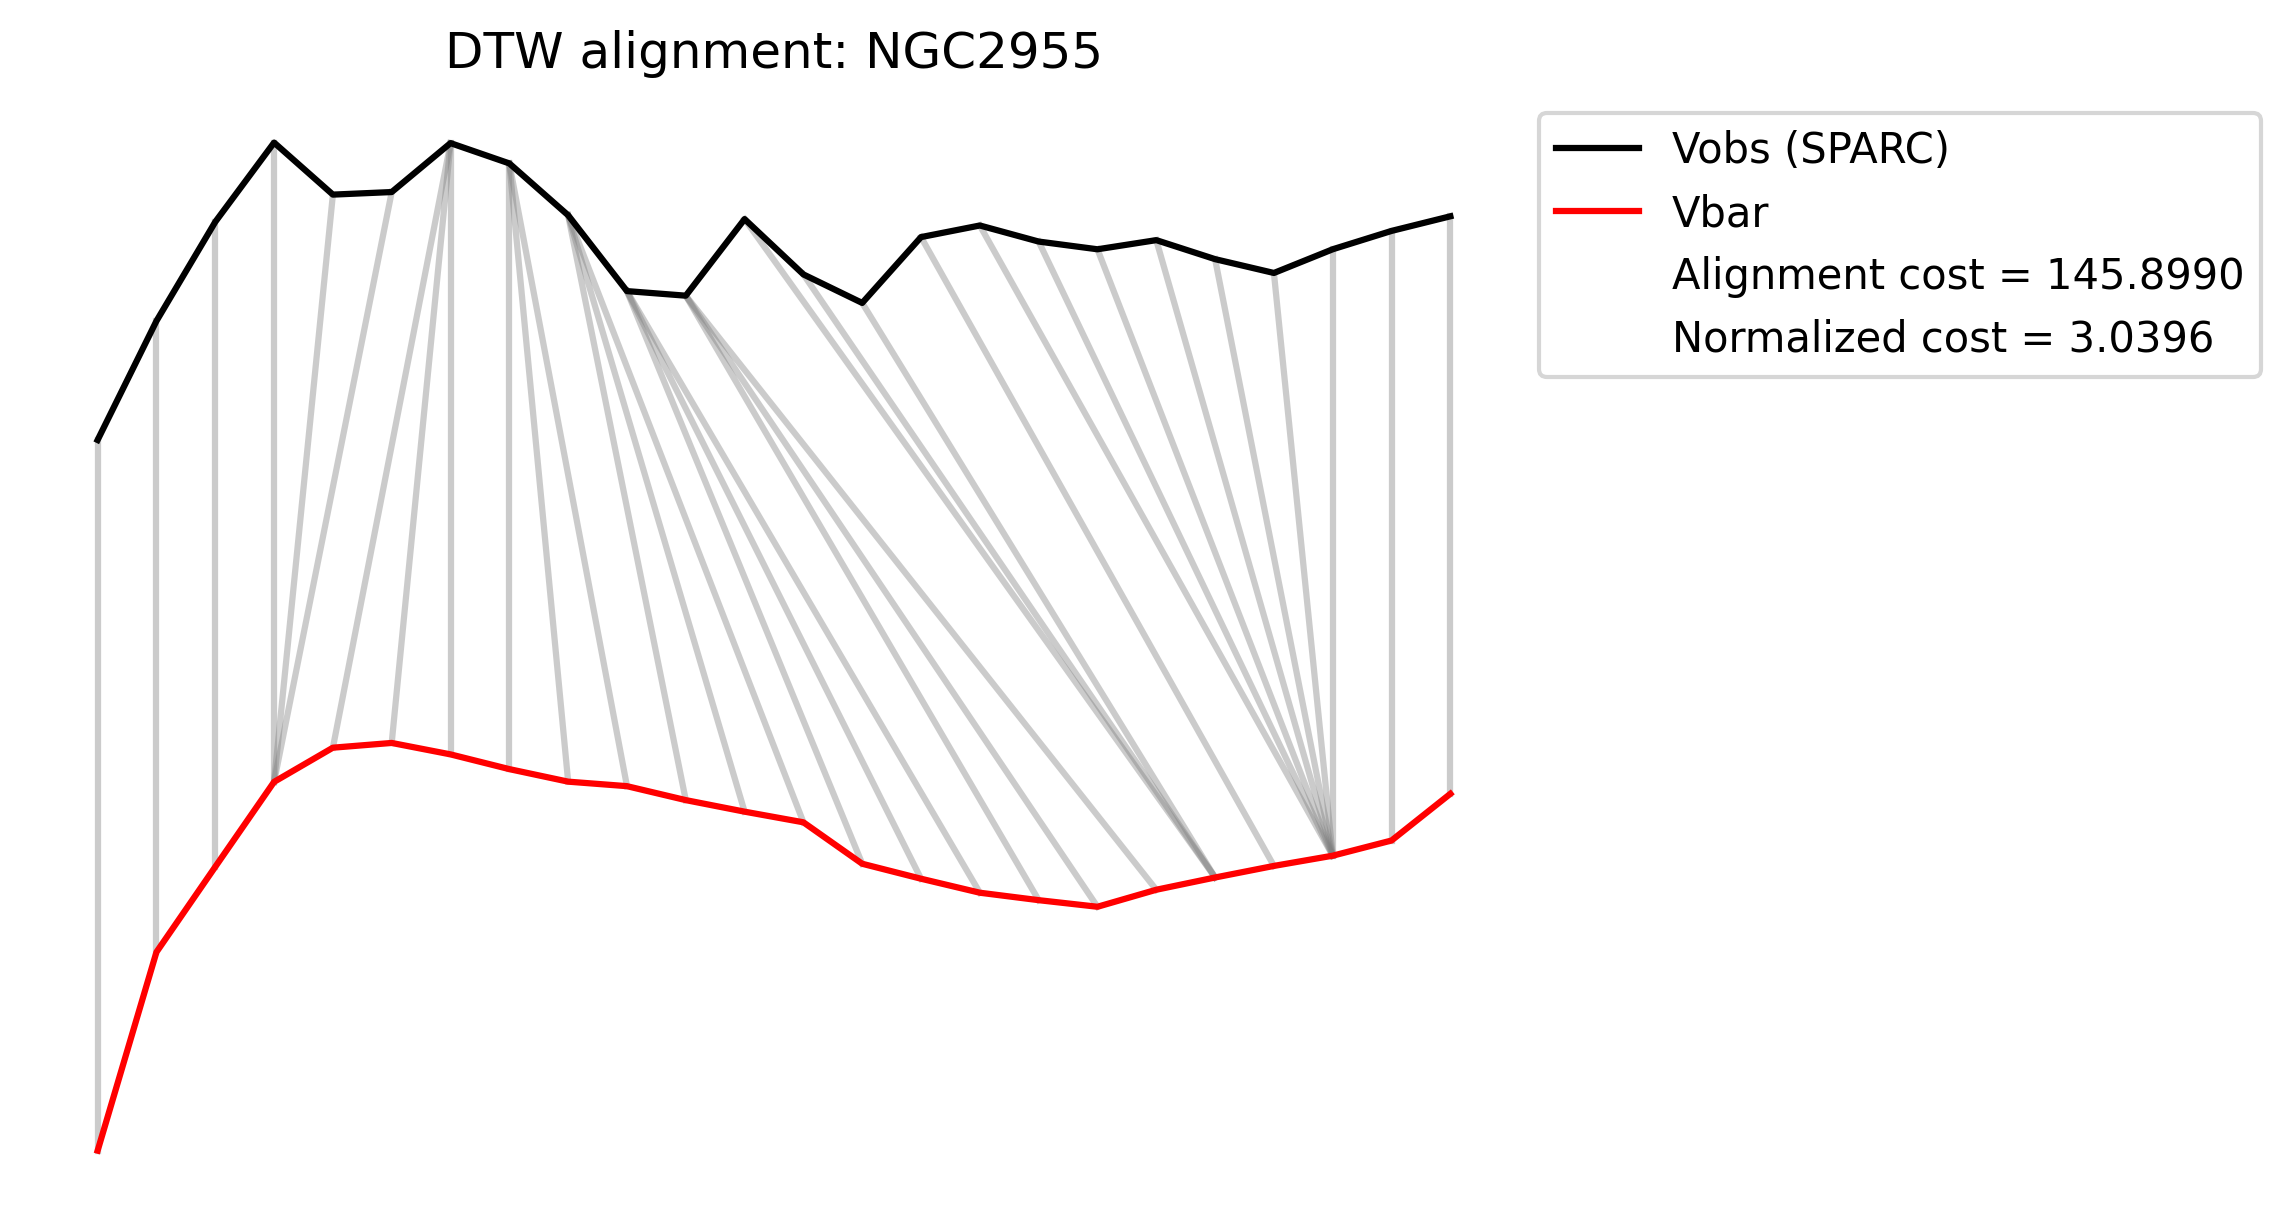 DTW alignment: NGC2955
Vobs (SPARC)
Vbar
Alignment cost = 145.8990
Normalized cost = 3.0396